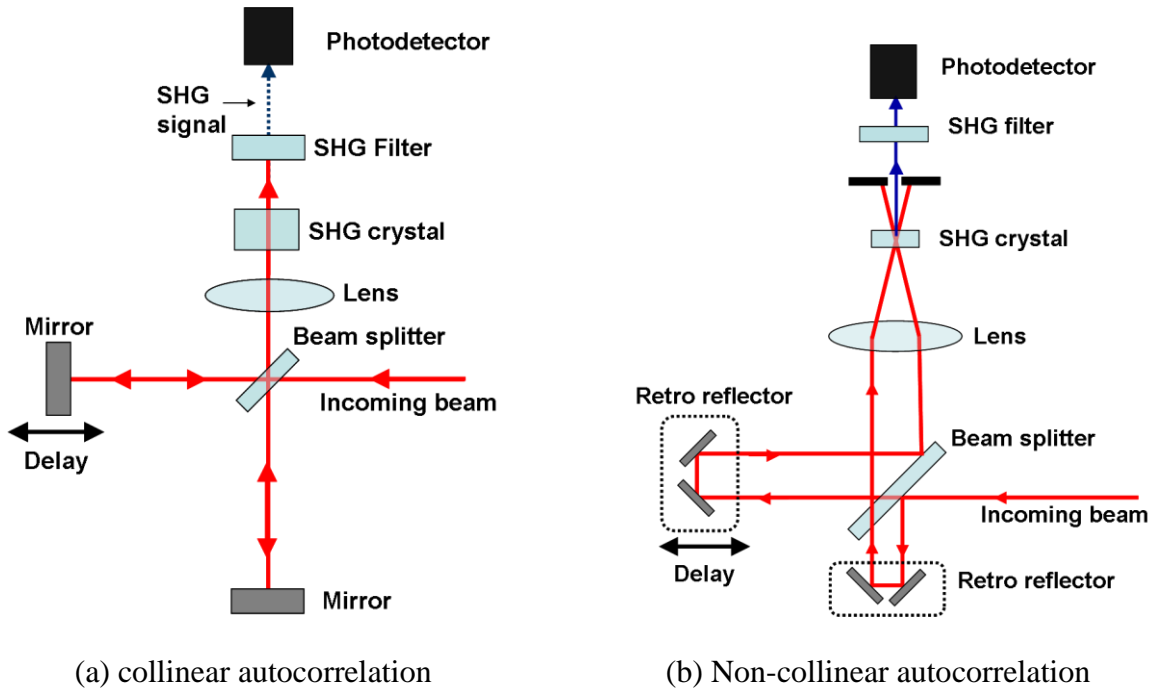 Photodetector
SHG
signal
SHG Filter
SHG crystal
Lens
Mirror
Beam splitter
Incoming beam
Delay
Mirror
(a) collinear autocorrelation
Photodetector
SHG filter
SHG crystal
Lens
Retro reflector
Beam splitter
Incoming beam
Delay
Retro reflector
(b) Non-collinear autocorrelation